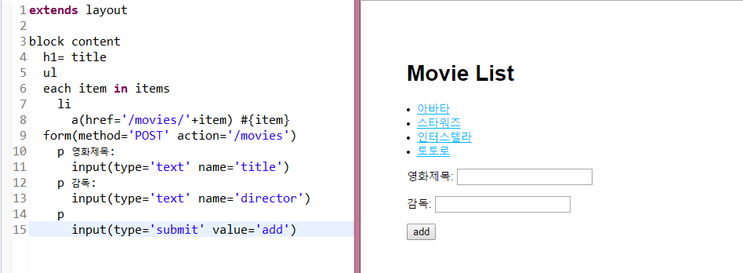 1 extends layout
2
3 block content
4 h1= title
5 ul
6 each item in items
7 li
8 a(href='/movies/'+item) #{item}
9 form(method='POST' action='/movies')
10 p 영화제목:
11 input(type='text' name='title')
12 p 감독:
13 input(type='text' name='director')
14 p
15 input(type='submit' value='add')
Movie List
• 아바타
• 스타워즈
• 인터스텔라
• 토토로
영화제목:
감독:
add